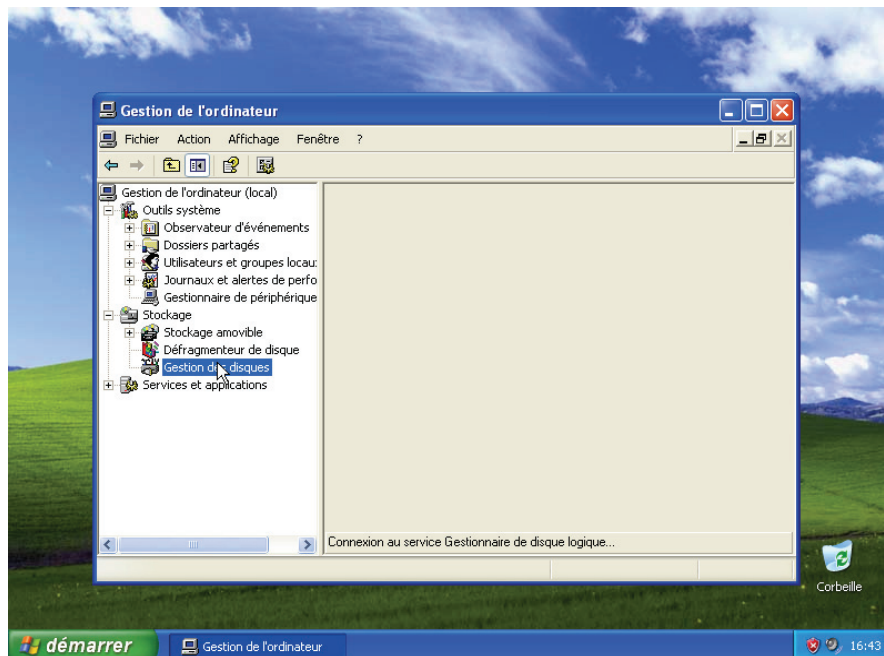 Gestion de l'ordinateur
Fichier Action Affichage Fenêtre ?
Gestion de l'ordinateur (local)
Outils système
Observateur d'événements
Dossiers partagés
Utilisateurs et groupes locau
Journaux et alertes de perfo
Gestionnaire de périphérique
Stockage
Stockage amovible
Défragmenteur de disque
Gestion des disques
Services et applications
Connexion au service Gestionnaire de disque logique...
Corbeille
démarrer
Gestion de l'ordinateur
16:43